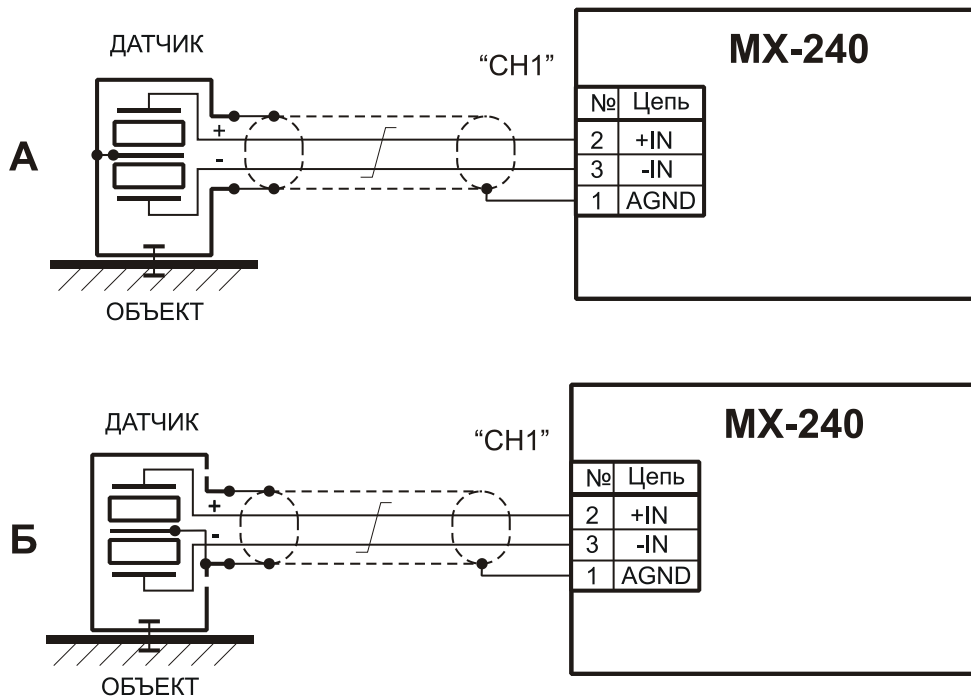 ДАТЧИК
"CH1"
MX-240
№ Цепь
2 +IN
3 -IN
1 AGND
+
-
А
ОБЪЕКТ
ДАТЧИК
"CH1"
MX-240
№ Цепь
2 +IN
3 -IN
1 AGND
+
-
Б
ОБЪЕКТ